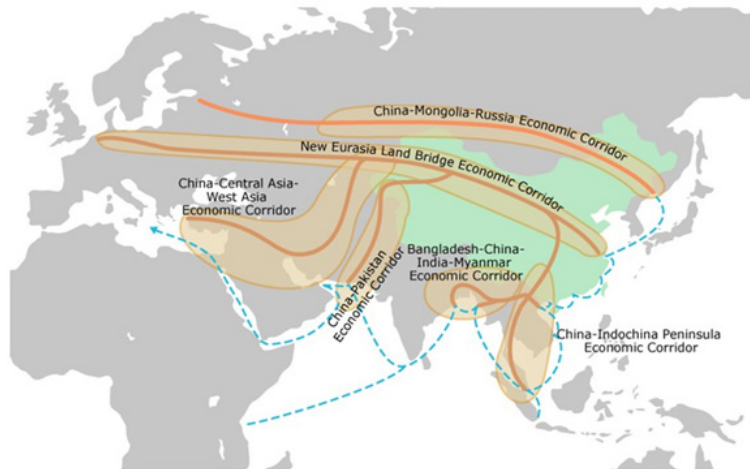 China-Mongolia-Russia Economic Corridor
New Eurasia Land Bridge Economic Corridor
China-Central Asia-
West Asia
Economic Corridor
China-Pakistan
Economic Corridor
Bangladesh-China-
India-Myanmar
Economic Corridor
China-Indochina Peninsula
Economic Corridor